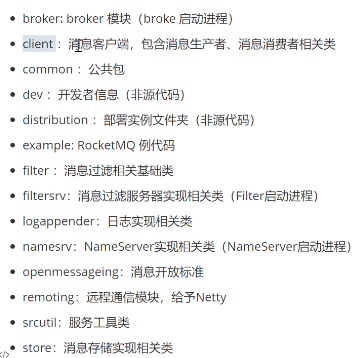 broker: broker 模块（broke 启动进程）
client ：消息客户端，包含消息生产者、消息消费者相关类
common ：公共包
dev ：开发者信息（非源代码）
distribution ：部署实例文件夹（非源代码）
example: RocketMQ 例代码
filter ：消息过滤相关基础类
filtersrv：消息过滤服务器实现相关类（Filter启动进程）
logappender：日志实现相关类
namesrv：NameServer实现相关类（NameServer启动进程）
openmessageing：消息开放标准
remoting：远程通信模块，给予Netty
srcutil：服务工具类
store：消息存储实现相关类